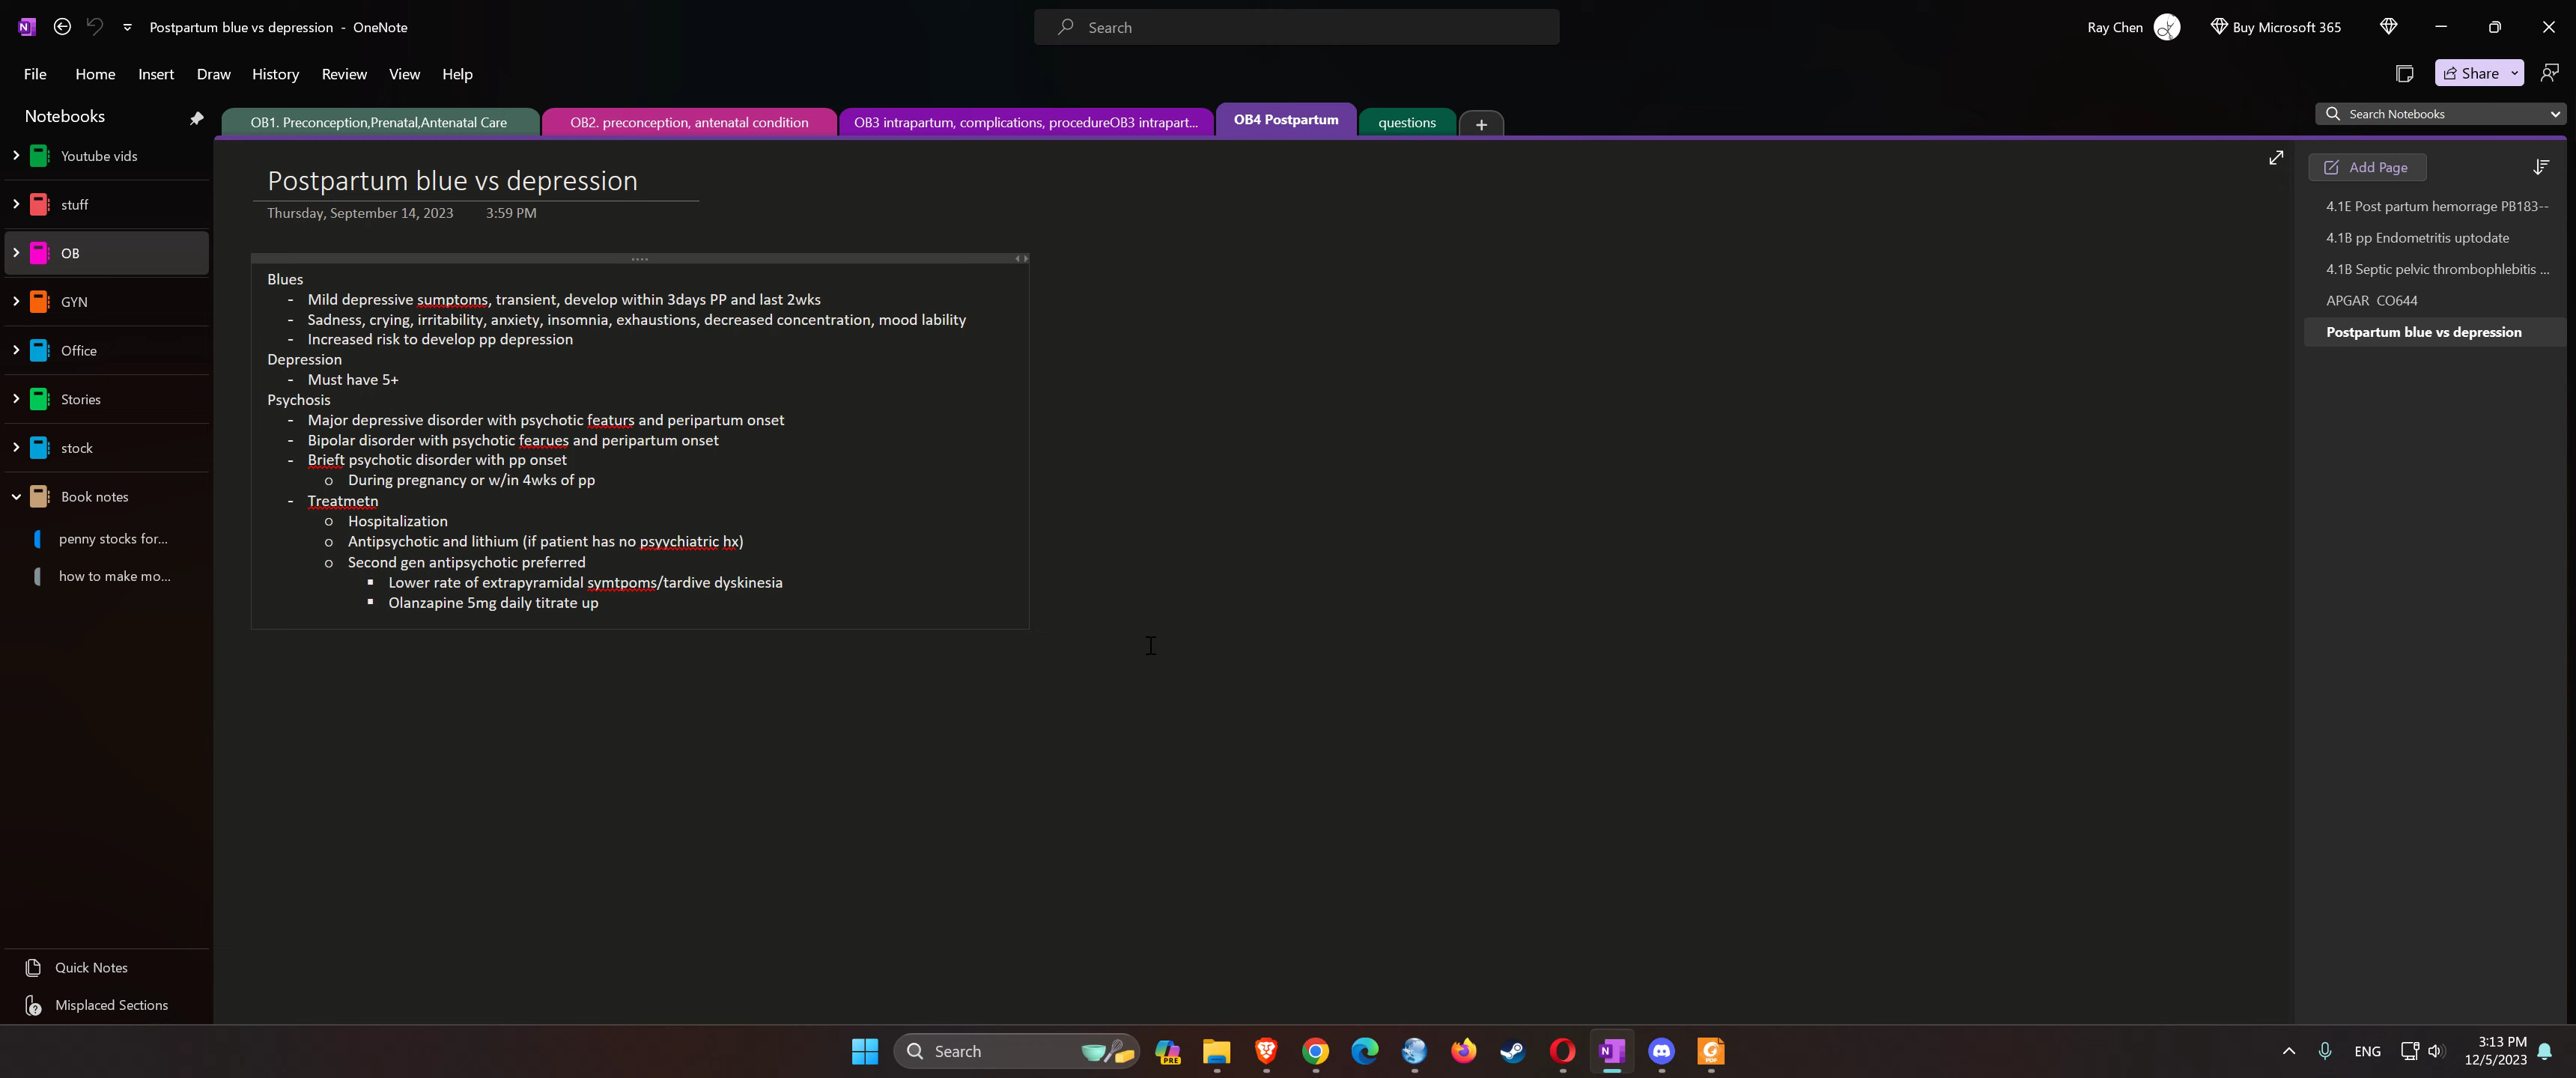 Postpartum blue vs depression - OneNote
Search
Ray Chen
Buy Microsoft 365
File Home Insert Draw History Review View Help
Share
Notebooks
OB1. Preconception,Prenatal,Antenatal Care
OB2. preconception, antenatal condition
OB3 intrapartum, complications, procedureOB3 intrapart...
OB4 Postpartum
questions
+
Search Notebooks
Youtube vids
stuff
OB
GYN
Office
Stories
stock
Book notes
penny stocks for...
how to make mo...
Quick Notes
Misplaced Sections
Postpartum blue vs depression
Thursday, September 14, 2023 3:59 PM
Blues
- Mild depressive sumptoms, transient, develop within 3days PP and last 2wks
- Sadness, crying, irritability, anxiety, insomnia, exhaustions, decreased concentration, mood lability
- Increased risk to develop pp depression
Depression
- Must have 5+
Psychosis
- Major depressive disorder with psychotic featurs and peripartum onset
- Bipolar disorder with psychotic fearues and peripartum onset
- Brieft psychotic disorder with pp onset
o During pregnancy or w/in 4wks of pp
- Treatmetn
o Hospitalization
o Antipsychotic and lithium (if patient has no psyvchiatric hx)
o Second gen antipsychotic preferred
▪ Lower rate of extrapyramidal symtpoms/tardive dyskinesia
▪ Olanzapine 5mg daily titrate up
Add Page
4.1E Post partum hemorrage PB183--
4.1B pp Endometritis uptodate
4.1B Septic pelvic thrombophlebitis ...
APGAR CO644
Postpartum blue vs depression
Search
PRE
PDF
ENG
3:13 PM
12/5/2023